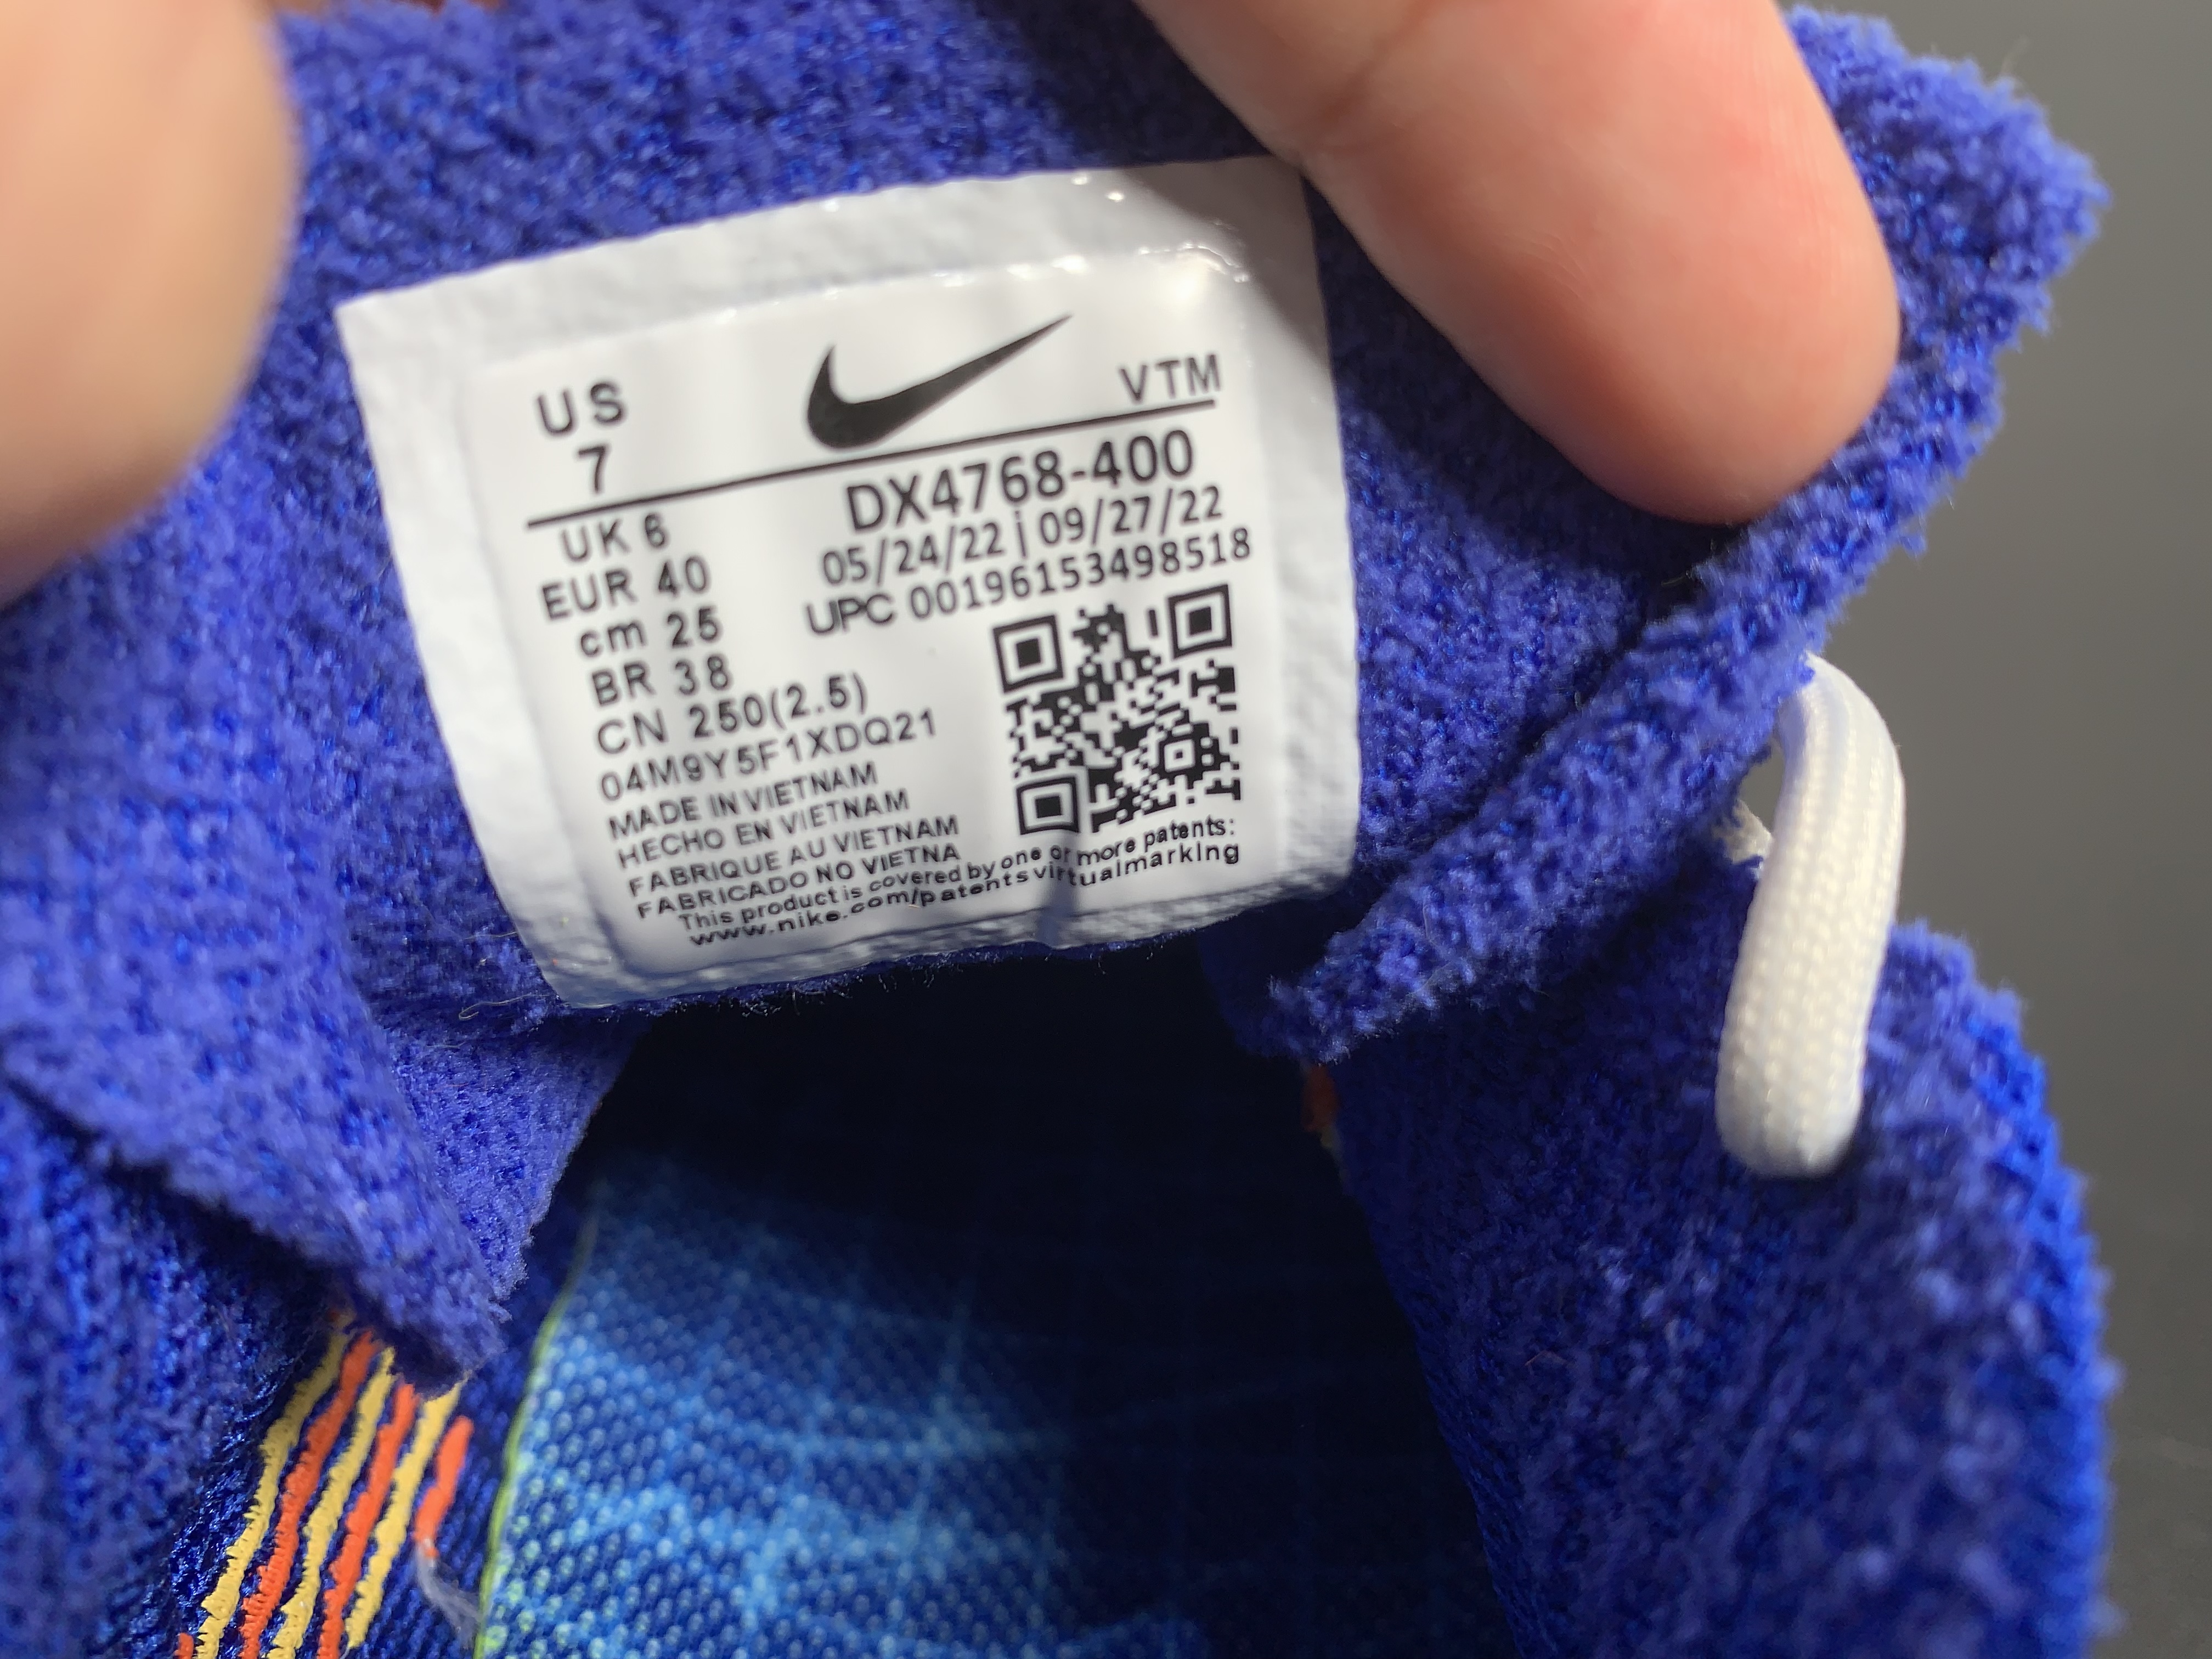 US VTM
7
DX4768-400
UK 6
05/24/22 | 09/27/22
EUR 40
UPC 00196153498518
cm 25
BR 38
CN 250(2.5)
04M9Y5F1XDQ21
MADE IN VIETNAM
HECHO EN VIETNAM
FABRIQUE AU VIETNAM
FABRICADO NO VIETNA
This product is covered by one or more patents:
www.nike.com/patentsvirtualmarking